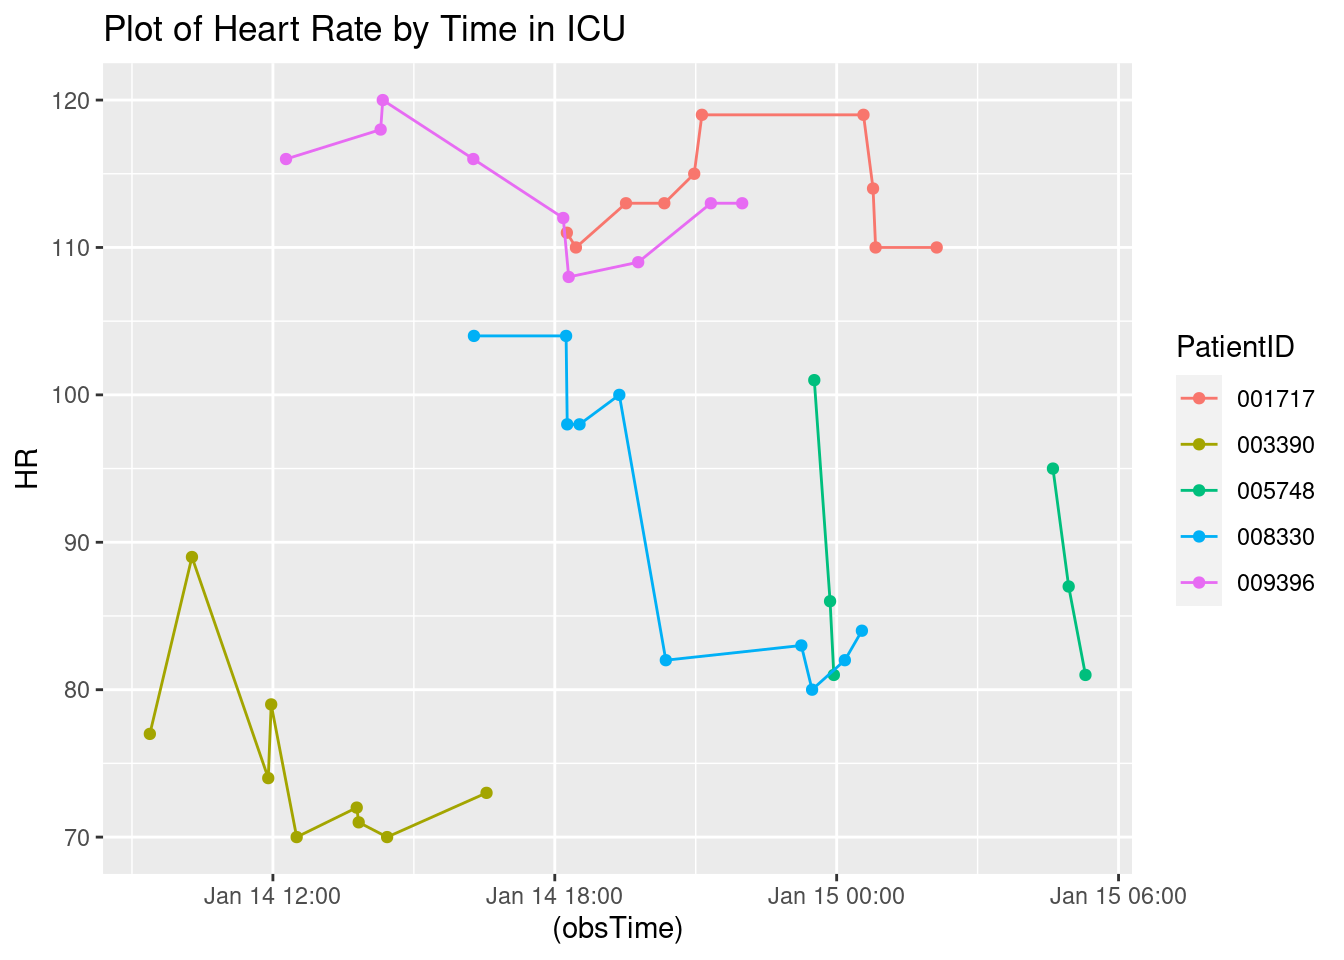 Plot of Heart Rate by Time in ICU
120
110
100
90
80
70
HR
Jan 14 12:00
Jan 14 18:00
Jan 15 00:00
Jan 15 06:00
(obsTime)
PatientID
001717
003390
005748
008330
009396